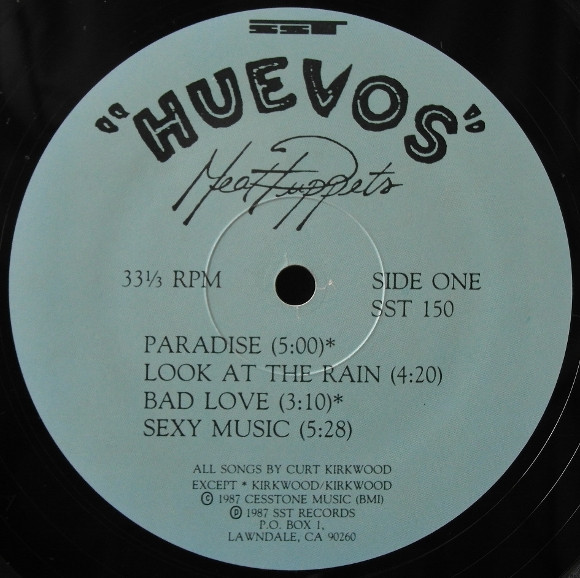 SST
"HUEVOS"
Meat Puppets
33⅓ RPM
SIDE ONE
SST 150
PARADISE (5:00)*
LOOK AT THE RAIN (4:20)
BAD LOVE (3:10)*
SEXY MUSIC (5:28)
ALL SONGS BY CURT KIRKWOOD
EXCEPT * KIRKWOOD/KIRKWOOD
© 1987 CESSTONE MUSIC (BMI)
℗ 1987 SST RECORDS
P.O. BOX 1,
LAWNDALE, CA 90260